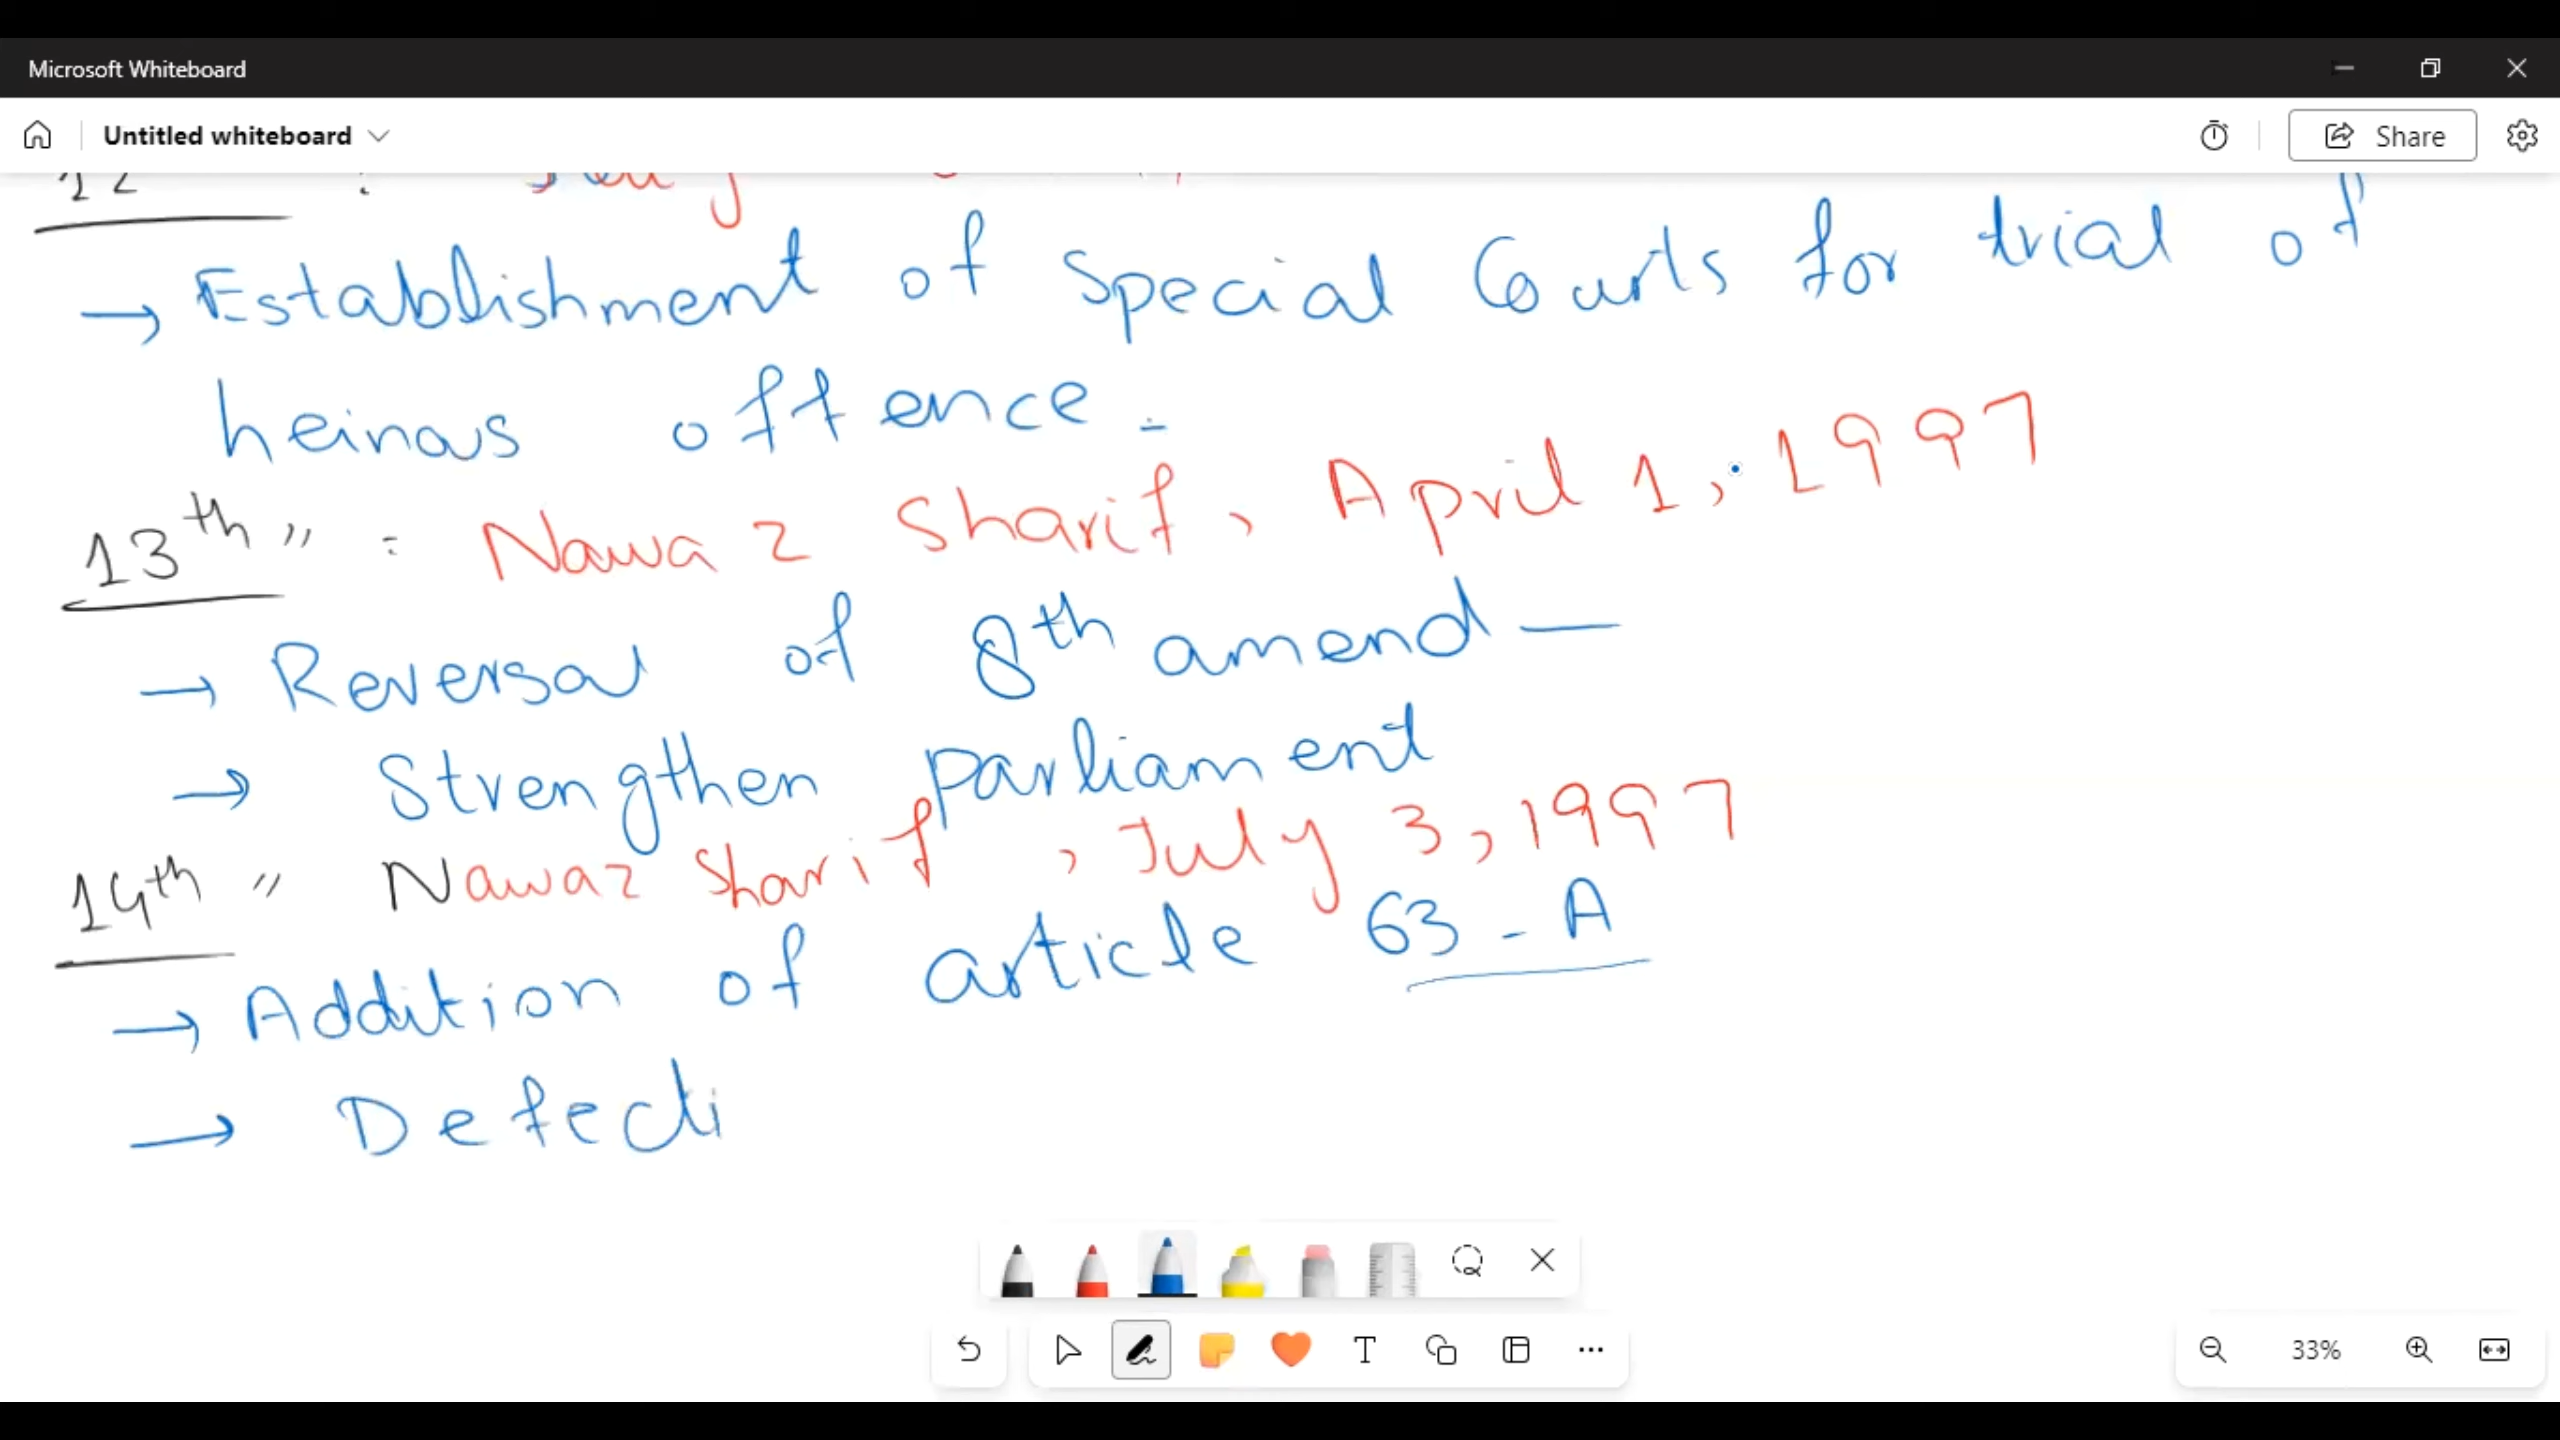 Microsoft Whiteboard
Untitled whiteboard
Share
12
→ Establishment of Special Courts for trial of
heinous offence -
13th " = Nawaz Sharif, April 1, 1997
→ Reversal of 8th amend —
→ Strengthen parliament
14th " Nawaz Sharif, July 3, 1997
→ Addition of article 63-A
→ Defecti
33%